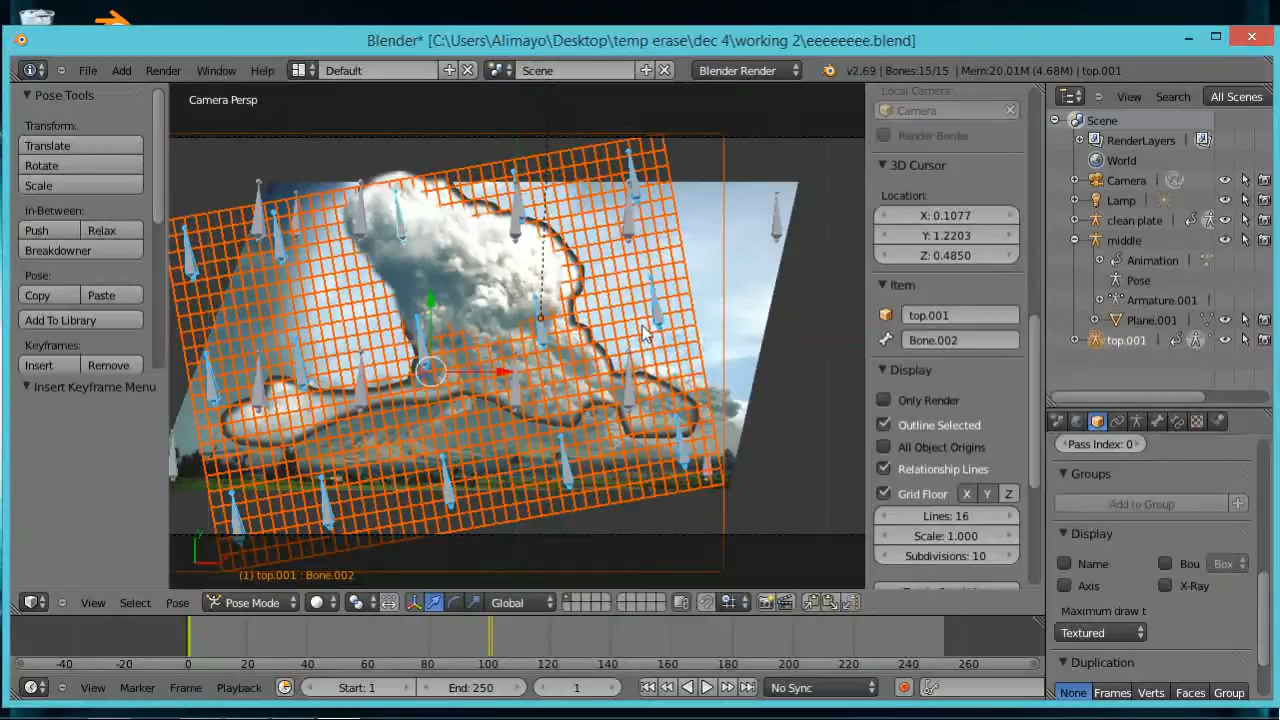 Blender* [C:\Users\Alimayo\Desktop\temp erase\dec 4\working 2\eeeeeeee.blend]
File Add Render Window Help Default Scene Blender Render v2.69 | Bones:15/15 | Mem:20.01M (4.68M) | top.001
Pose Tools
Transform:
Translate
Rotate
Scale
In-Between:
Push Relax
Breakdowner
Pose:
Copy Paste
Add To Library
Keyframes:
Insert Remove
Insert Keyframe Menu
Camera Persp
(1) top.001 : Bone.002
Local Camera:
Camera
Render Border
3D Cursor
Location:
X: 0.1077
Y: 1.2203
Z: 0.4850
Item
top.001
Bone.002
Display
Only Render
Outline Selected
All Object Origins
Relationship Lines
Grid Floor X Y Z
Lines: 16
Scale: 1.000
Subdivisions: 10
View Search All Scenes
Scene
RenderLayers
World
Camera
Lamp
clean plate
middle
Animation
Pose
Armature.001
Plane.001
top.001
Pass Index: 0
Groups
Add to Group
Display
Name Bou Box
Axis X-Ray
Maximum draw t
Textured
Duplication
None Frames Verts Faces Group
View Select Pose Pose Mode Global
-40 -20 0 20 40 60 80 100 120 140 160 180 200 220 240 260
View Marker Frame Playback Start: 1 End: 250 1 No Sync